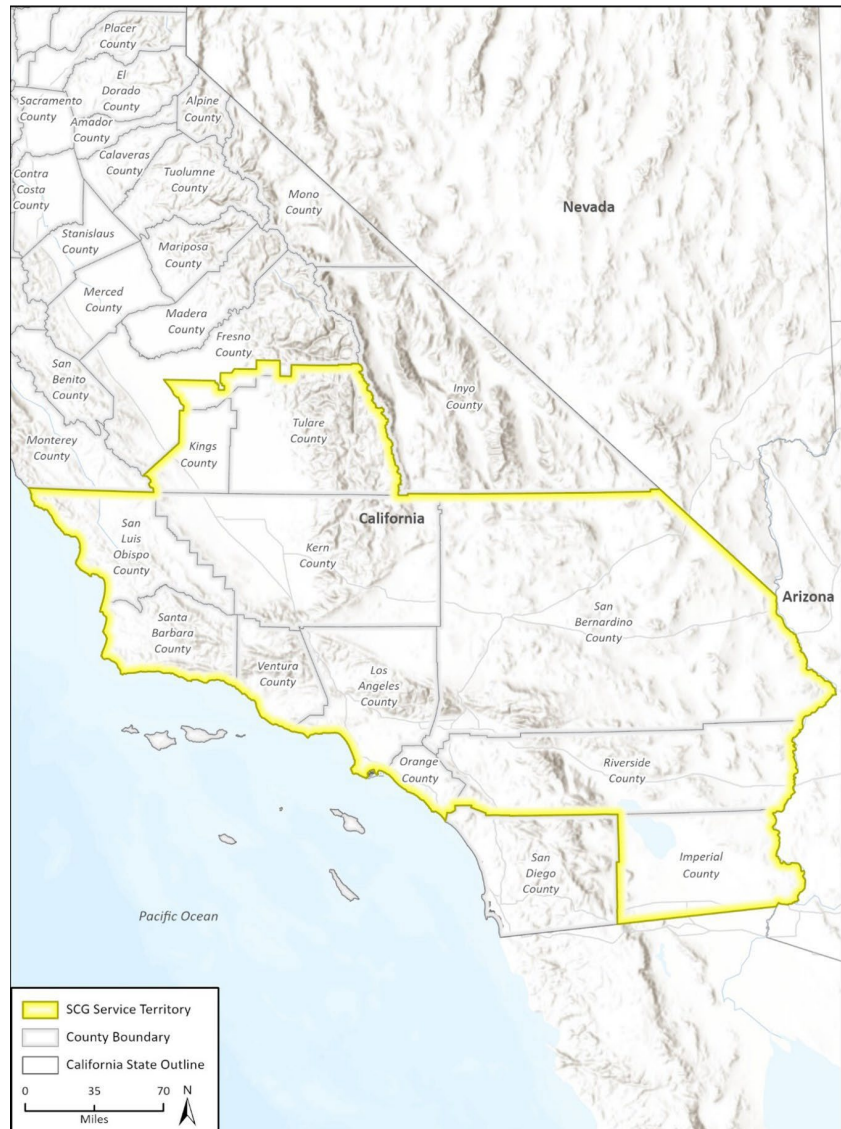 Placer
County
El
Dorado
County
Sacramento
County
Alpine
County
Amador
County
Calaveras
County
Tuolumne
County
Contra
Costa
County
Mono
County
Nevada
Stanislaus
County
Mariposa
County
Merced
County
Madera
County
Fresno
County
San
Benito
County
Inyo
County
Monterey
County
Kings
County
Tulare
County
California
San
Luis
Obispo
County
Kern
County
Arizona
San
Bernardino
County
Santa
Barbara
County
Ventura
County
Los
Angeles
County
Orange
County
Riverside
County
San
Diego
County
Imperial
County
Pacific Ocean
SCG Service Territory
County Boundary
California State Outline
0 35 70
Miles
N